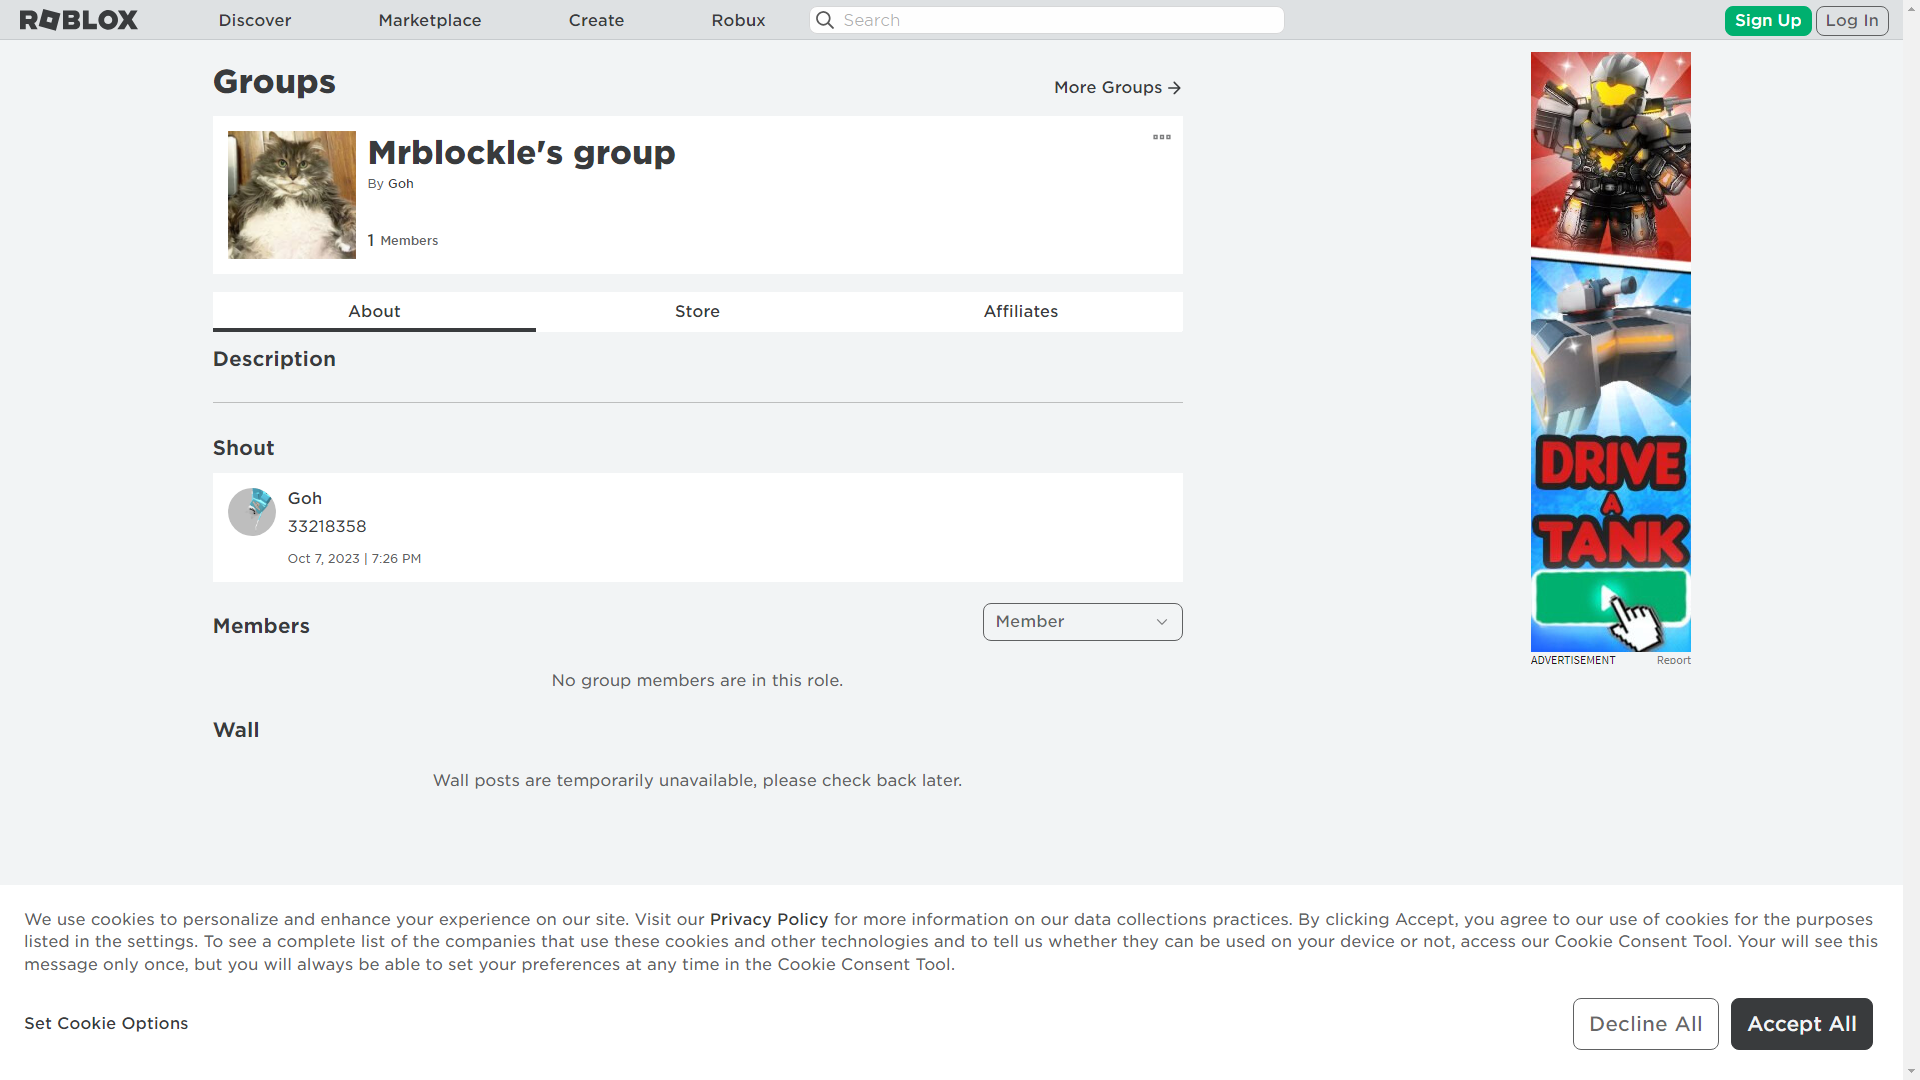 ROBLOX
Discover
Marketplace
Create
Robux
Search
Sign Up
Log In
Groups
More Groups
Mrblockle's group
By Goh
1 Members
About
Store
Affiliates
Description
Shout
Goh
33218358
Oct 7, 2023 | 7:26 PM
Members
Member
No group members are in this role.
Wall
Wall posts are temporarily unavailable, please check back later.
DRIVE
A
TANK
ADVERTISEMENT
Report
We use cookies to personalize and enhance your experience on our site. Visit our Privacy Policy for more information on our data collections practices. By clicking Accept, you agree to our use of cookies for the purposes
listed in the settings. To see a complete list of the companies that use these cookies and other technologies and to tell us whether they can be used on your device or not, access our Cookie Consent Tool. Your will see this
message only once, but you will always be able to set your preferences at any time in the Cookie Consent Tool.
Set Cookie Options
Decline All
Accept All